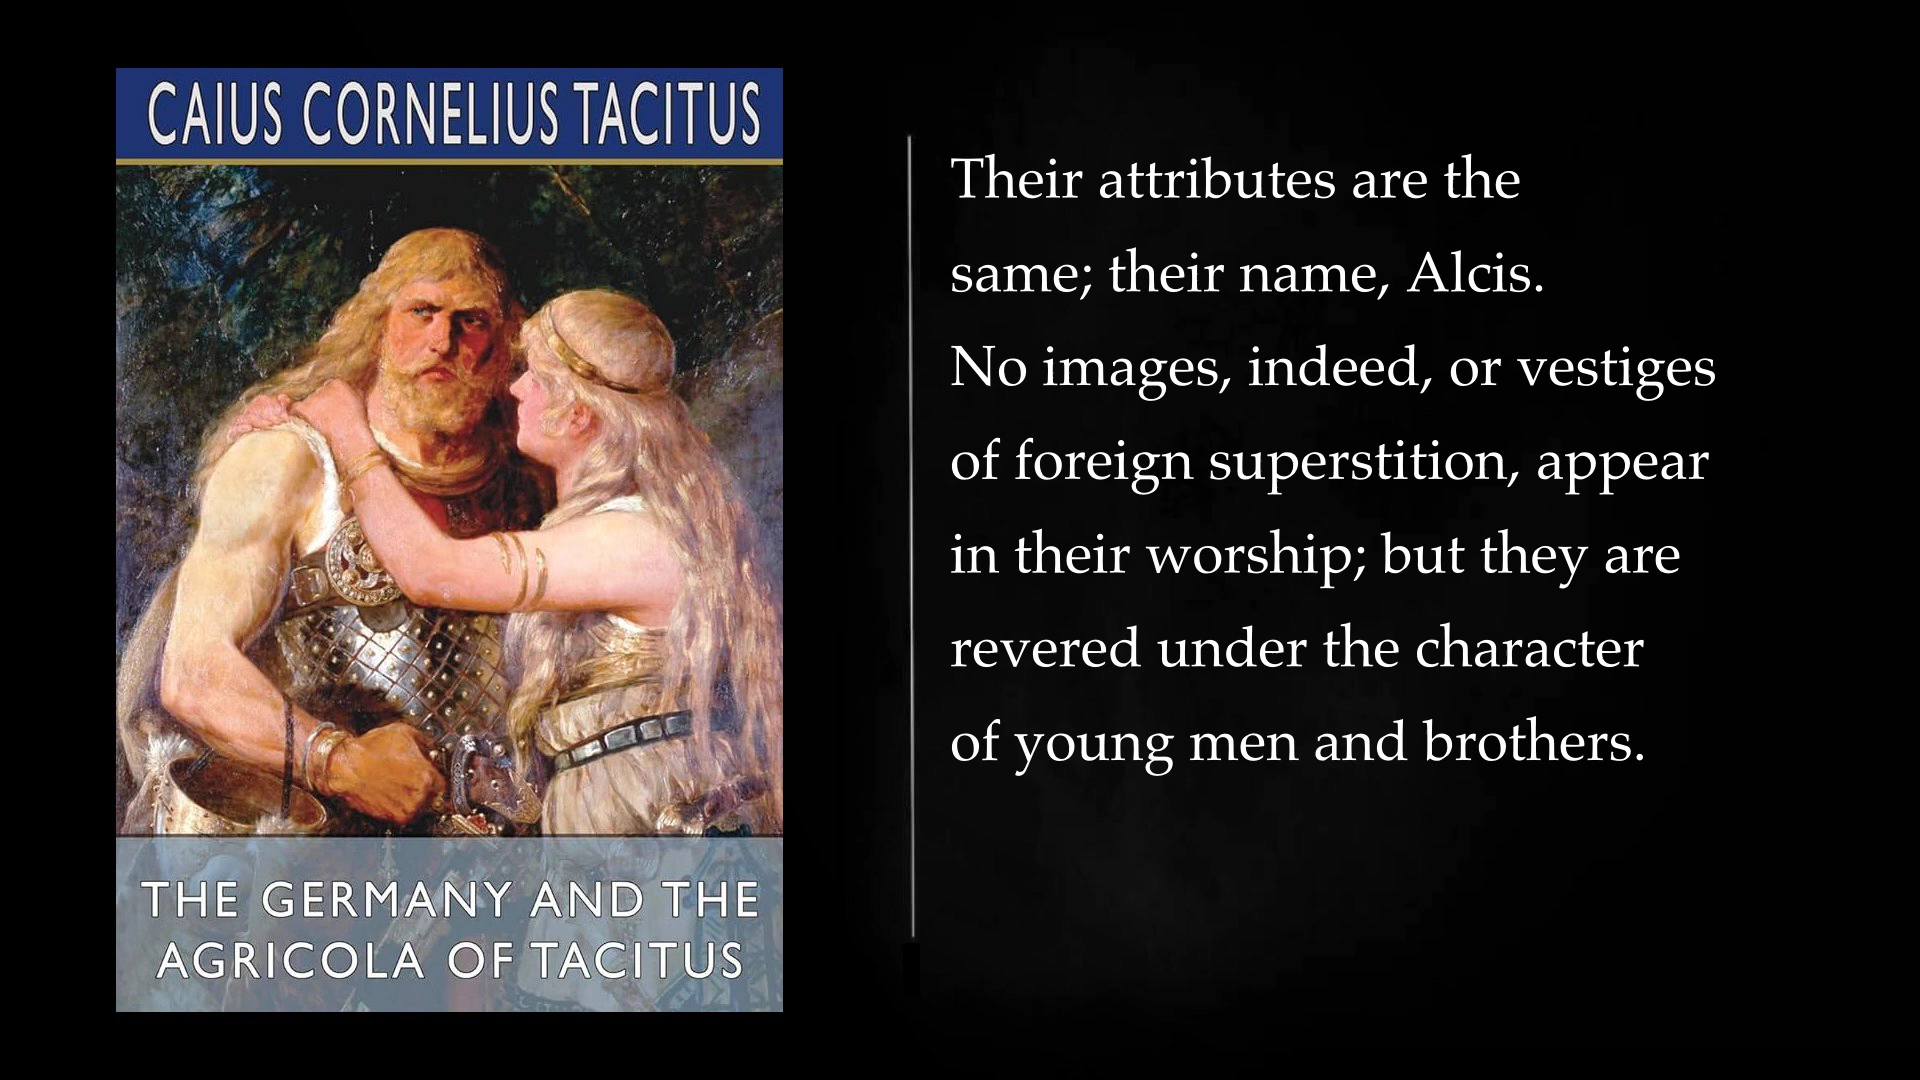 CAIUS CORNELIUS TACITUS
THE GERMANY AND THE
AGRICOLA OF TACITUS
Their attributes are the
same; their name, Alcis.
No images, indeed, or vestiges
of foreign superstition, appear
in their worship; but they are
revered under the character
of young men and brothers.